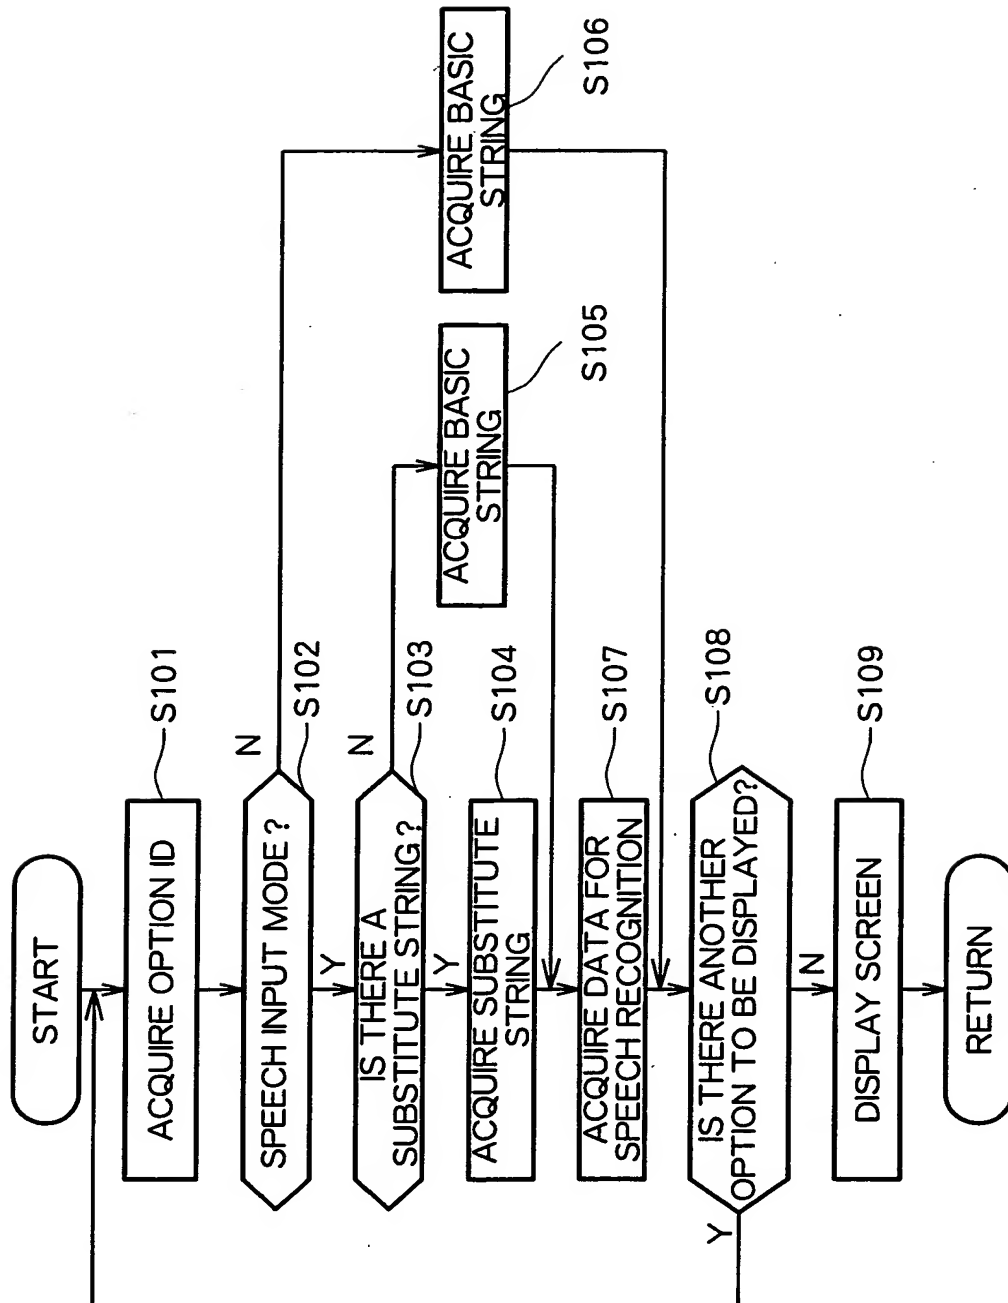 START
ACQUIRE OPTION ID
S101
SPEECH INPUT MODE?
N
S102
Y
IS THERE A
SUBSTITUTE STRING?
N
S103
Y
ACQUIRE SUBSTITUTE
STRING
S104
ACQUIRE BASIC
STRING
S105
ACQUIRE BASIC
STRING
S106
ACQUIRE DATA FOR
SPEECH RECOGNITION
S107
IS THERE ANOTHER
OPTION TO BE DISPLAYED?
S108
Y
N
DISPLAY SCREEN
S109
RETURN